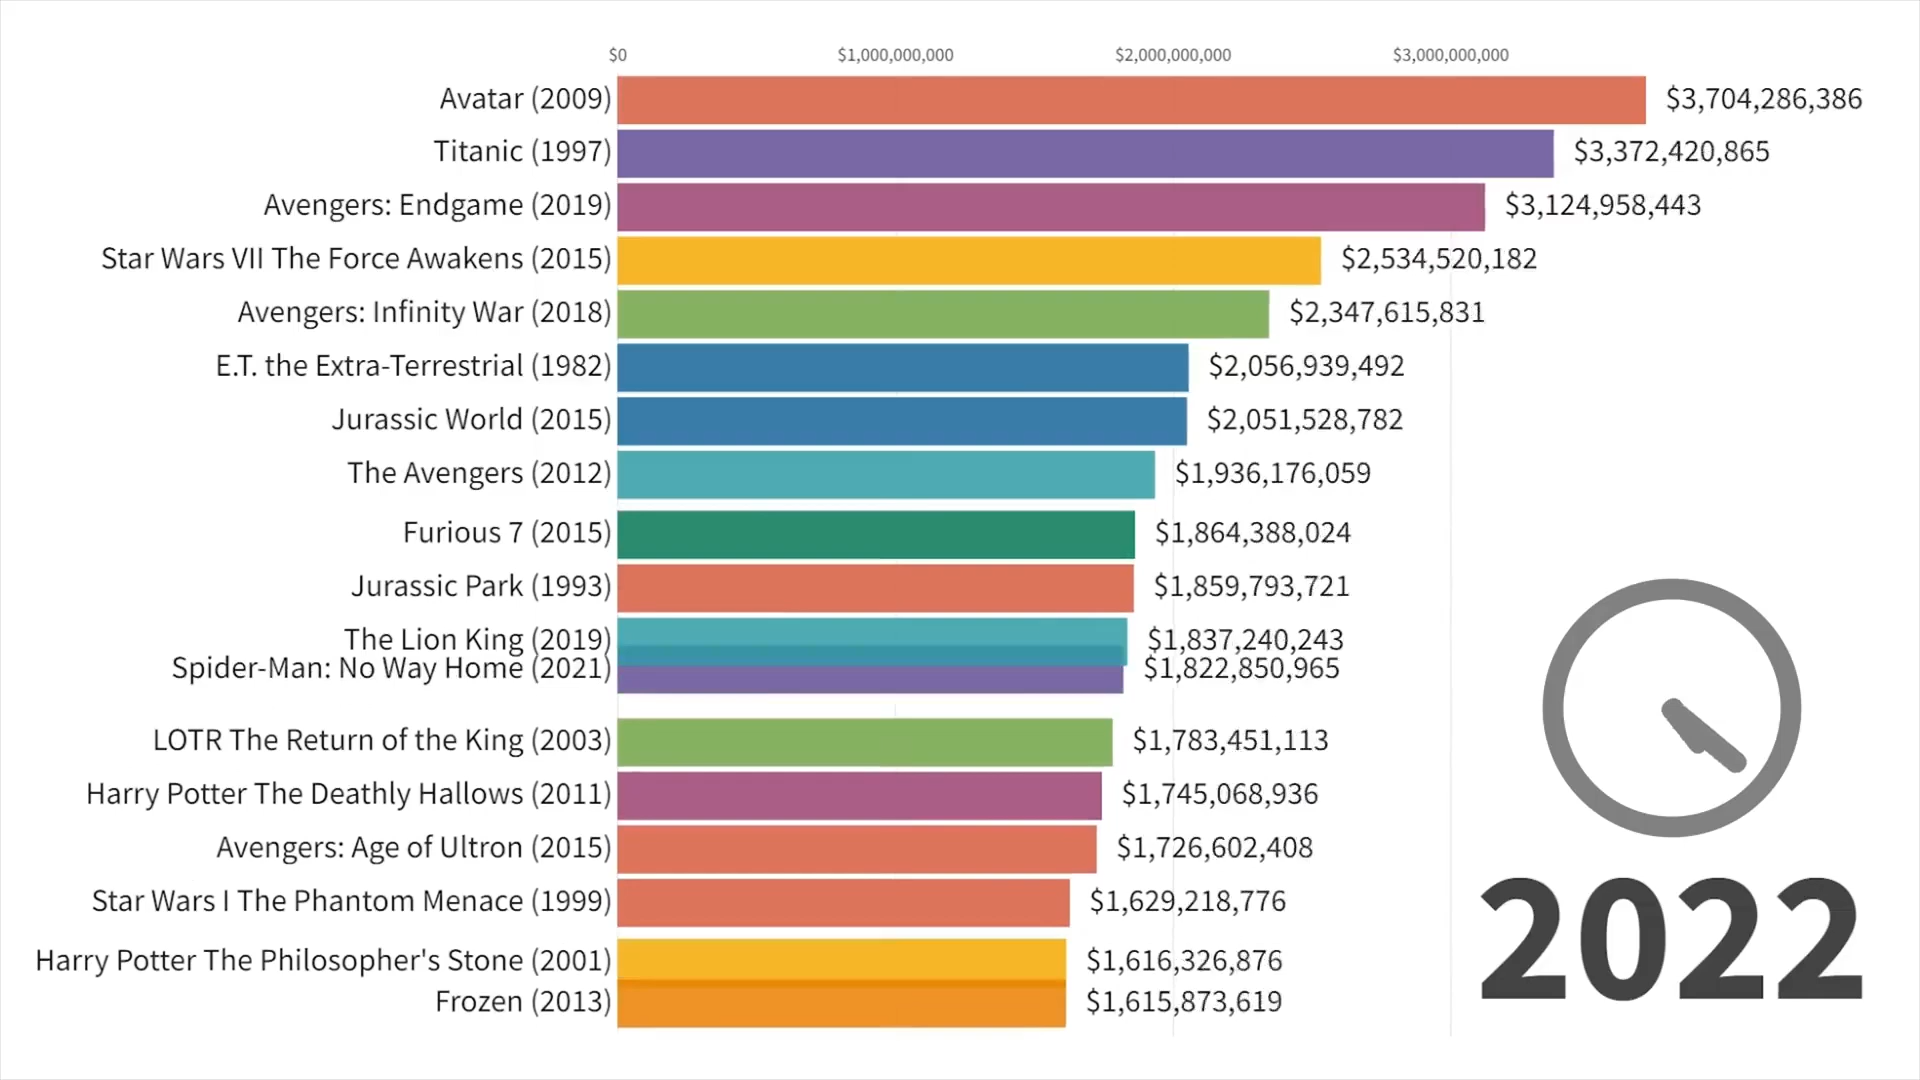 $0 $1,000,000,000 $2,000,000,000 $3,000,000,000
Avatar (2009) $3,704,286,386
Titanic (1997) $3,372,420,865
Avengers: Endgame (2019) $3,124,958,443
Star Wars VII The Force Awakens (2015) $2,534,520,182
Avengers: Infinity War (2018) $2,347,615,831
E.T. the Extra-Terrestrial (1982) $2,056,939,492
Jurassic World (2015) $2,051,528,782
The Avengers (2012) $1,936,176,059
Furious 7 (2015) $1,864,388,024
Jurassic Park (1993) $1,859,793,721
The Lion King (2019) $1,837,240,243
Spider-Man: No Way Home (2021) $1,822,850,965
LOTR The Return of the King (2003) $1,783,451,113
Harry Potter The Deathly Hallows (2011) $1,745,068,936
Avengers: Age of Ultron (2015) $1,726,602,408
Star Wars I The Phantom Menace (1999) $1,629,218,776
Harry Potter The Philosopher's Stone (2001) $1,616,326,876
Frozen (2013) $1,615,873,619
2022